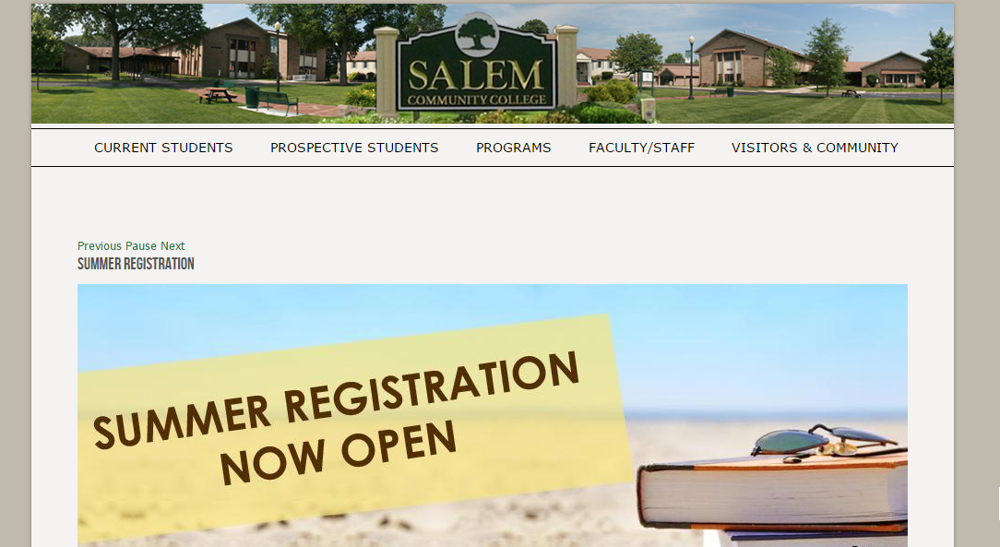 SALEM
COMMUNITY COLLEGE
CURRENT STUDENTS PROSPECTIVE STUDENTS PROGRAMS FACULTY/STAFF VISITORS & COMMUNITY
Previous Pause Next
SUMMER REGISTRATION
SUMMER REGISTRATION
NOW OPEN